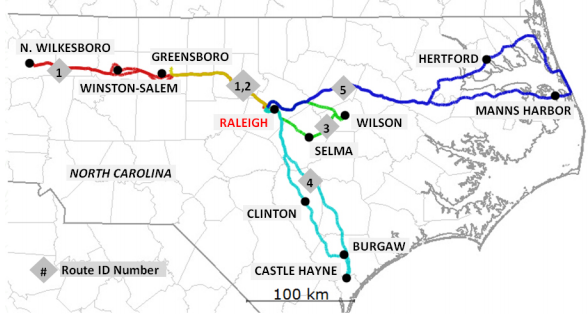 N. WILKESBORO
GREENSBORO
HERTFORD
1
WINSTON-SALEM
1,2
5
MANNS HARBOR
RALEIGH
3
WILSON
SELMA
NORTH CAROLINA
4
CLINTON
BURGAW
# Route ID Number
CASTLE HAYNE
100 km